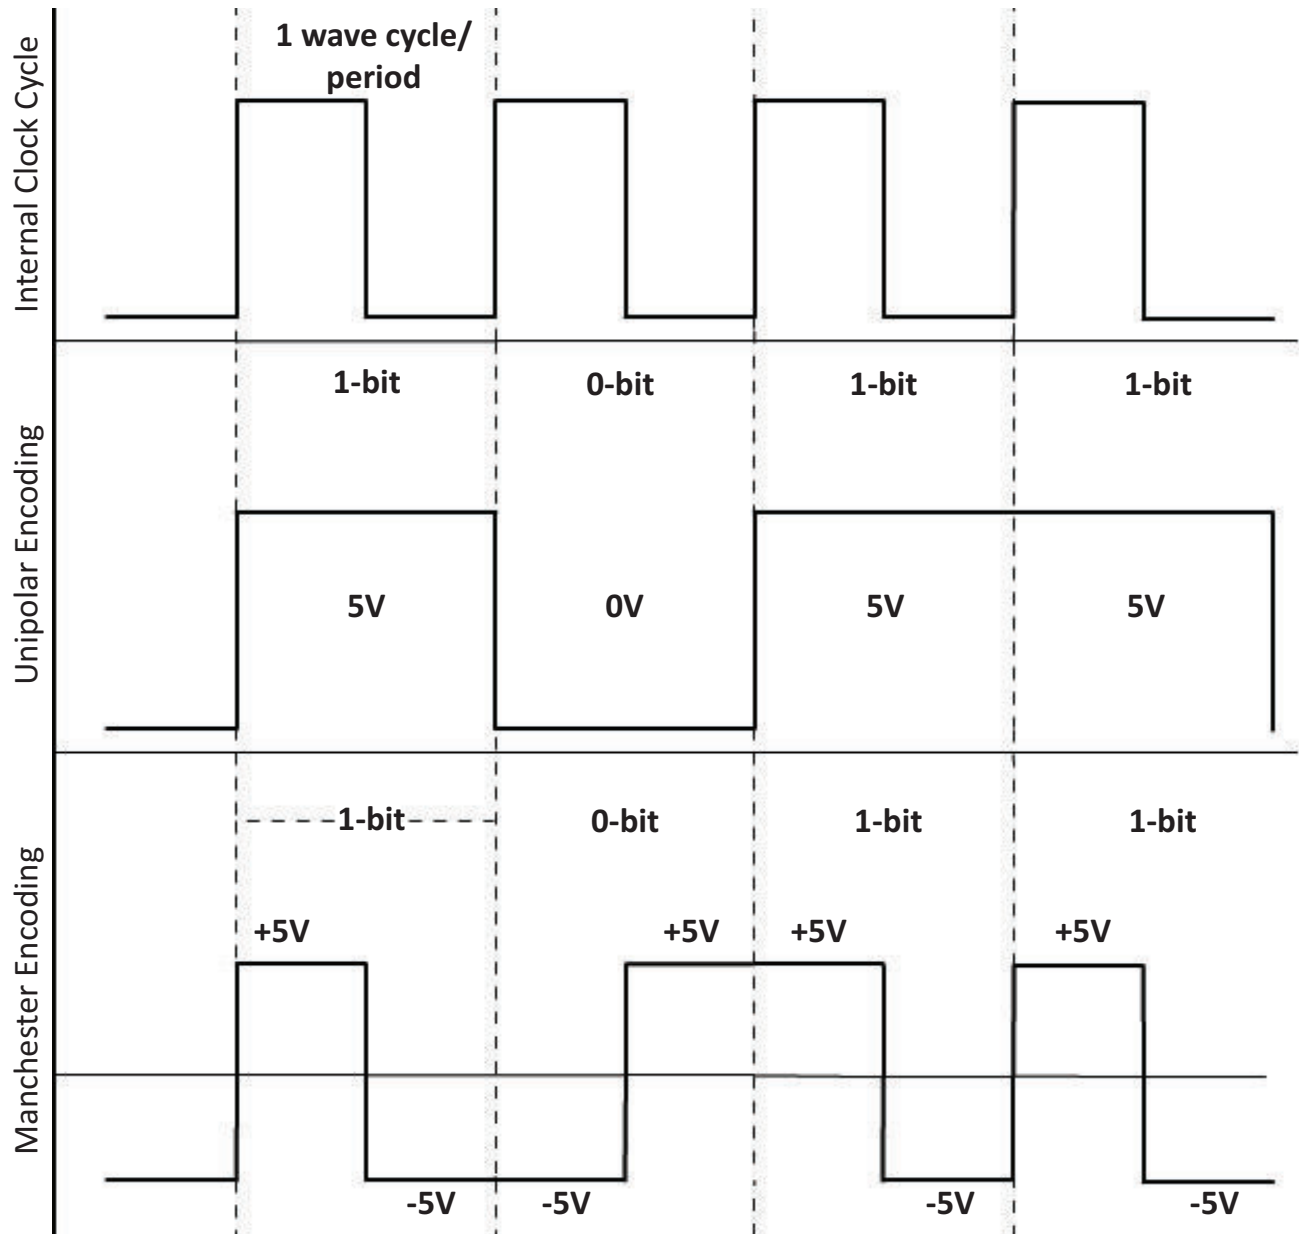 Internal Clock Cycle
1 wave cycle/
period
Unipolar Encoding
1-bit 0-bit 1-bit 1-bit
5V 0V 5V 5V
Manchester Encoding
1-bit 0-bit 1-bit 1-bit
+5V +5V +5V +5V
-5V -5V -5V -5V